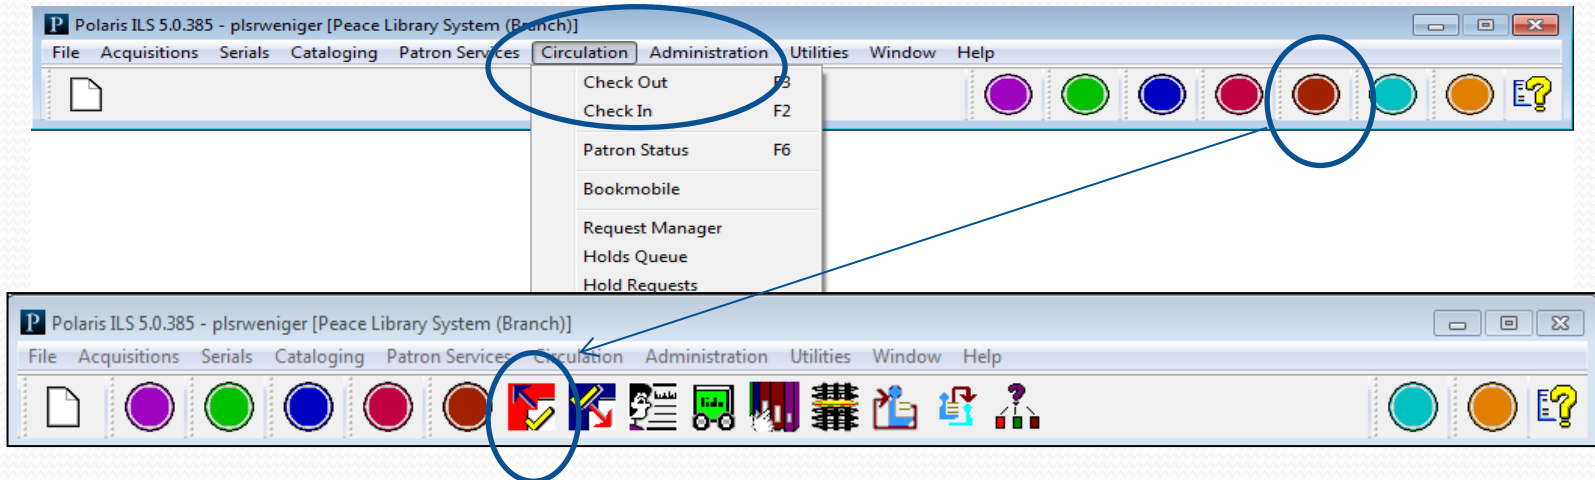 Polaris ILS 5.0.385 - plsrweniger [Peace Library System (Branch)]
File Acquisitions Serials Cataloging Patron Services Circulation Administration Utilities Window Help
Check Out F3
Check In F2
Patron Status F6
Bookmobile
Request Manager
Holds Queue
Hold Requests
Polaris ILS 5.0.385 - plsrweniger [Peace Library System (Branch)]
File Acquisitions Serials Cataloging Patron Services Circulation Administration Utilities Window Help